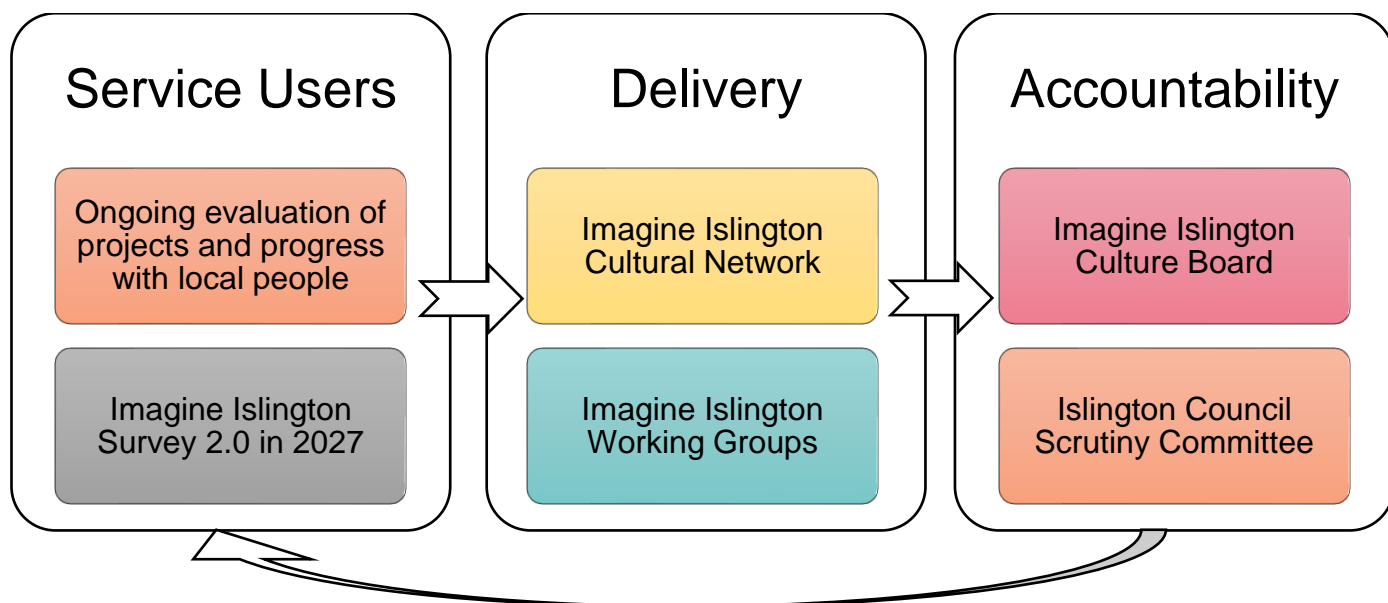 Service Users
Ongoing evaluation of
projects and progress
with local people
Imagine Islington
Survey 2.0 in 2027
Delivery
Imagine Islington
Cultural Network
Imagine Islington
Working Groups
Accountability
Imagine Islington
Culture Board
Islington Council
Scrutiny Committee